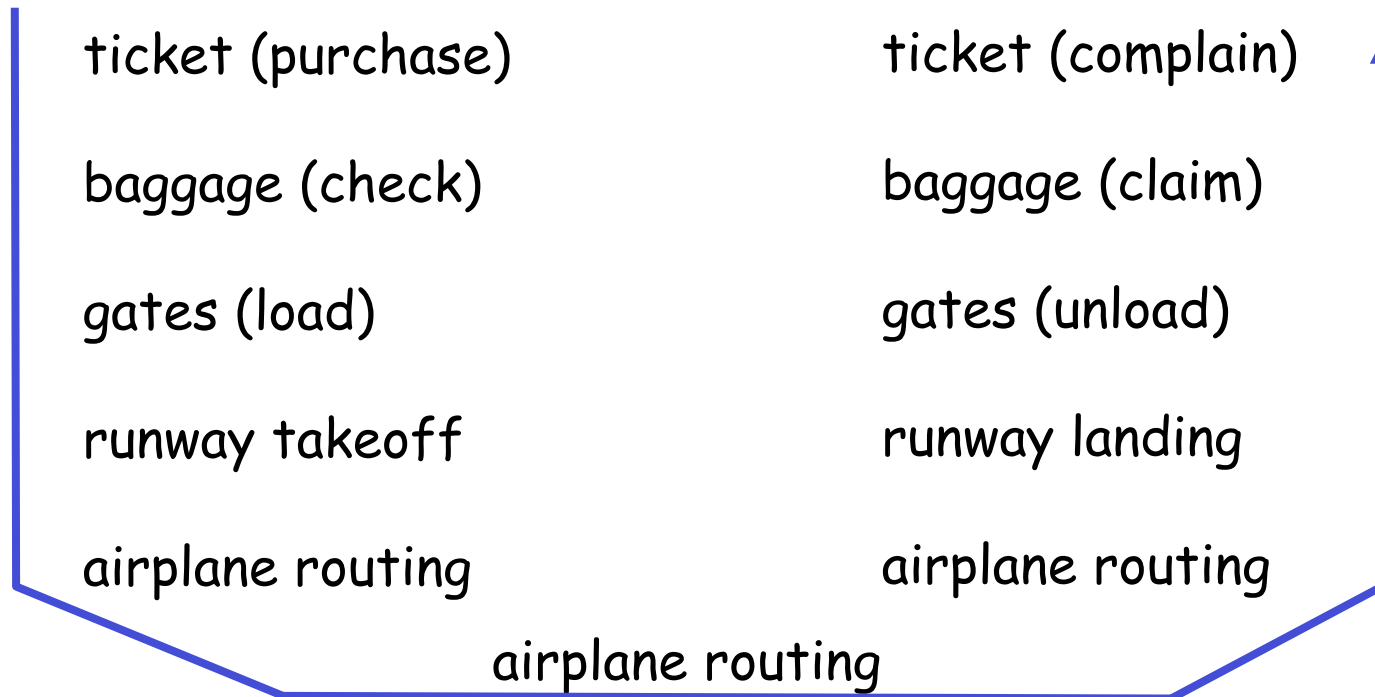 ticket (purchase)
ticket (complain)
baggage (check)
baggage (claim)
gates (load)
gates (unload)
runway takeoff
runway landing
airplane routing
airplane routing
airplane routing